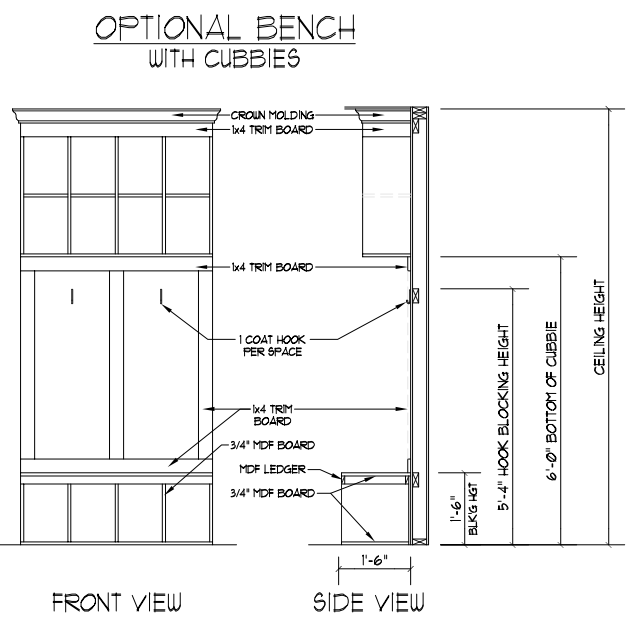 OPTIONAL BENCH
WITH CUBBIES
CROWN MOLDING
1x4 TRIM BOARD
1x4 TRIM BOARD
1 COAT HOOK
PER SPACE
1x4 TRIM
BOARD
3/4" MDF BOARD
MDF LEDGER
3/4" MDF BOARD
1'-6"
BLK'G HGT
5'-4" HOOK BLOCKING HEIGHT
6'-0" BOTTOM OF CUBBIE
CEILING HEIGHT
1'-6"
FRONT VIEW
SIDE VIEW